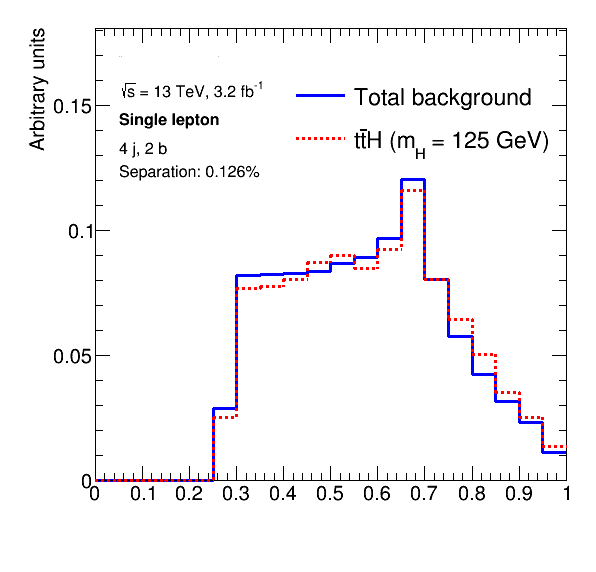 Arbitrary units
√s = 13 TeV, 3.2 fb⁻¹
Single lepton
4 j, 2 b
Separation: 0.126%
Total background
tt̄H (m_H = 125 GeV)
0.15
0.1
0.05
0
0 0.1 0.2 0.3 0.4 0.5 0.6 0.7 0.8 0.9 1